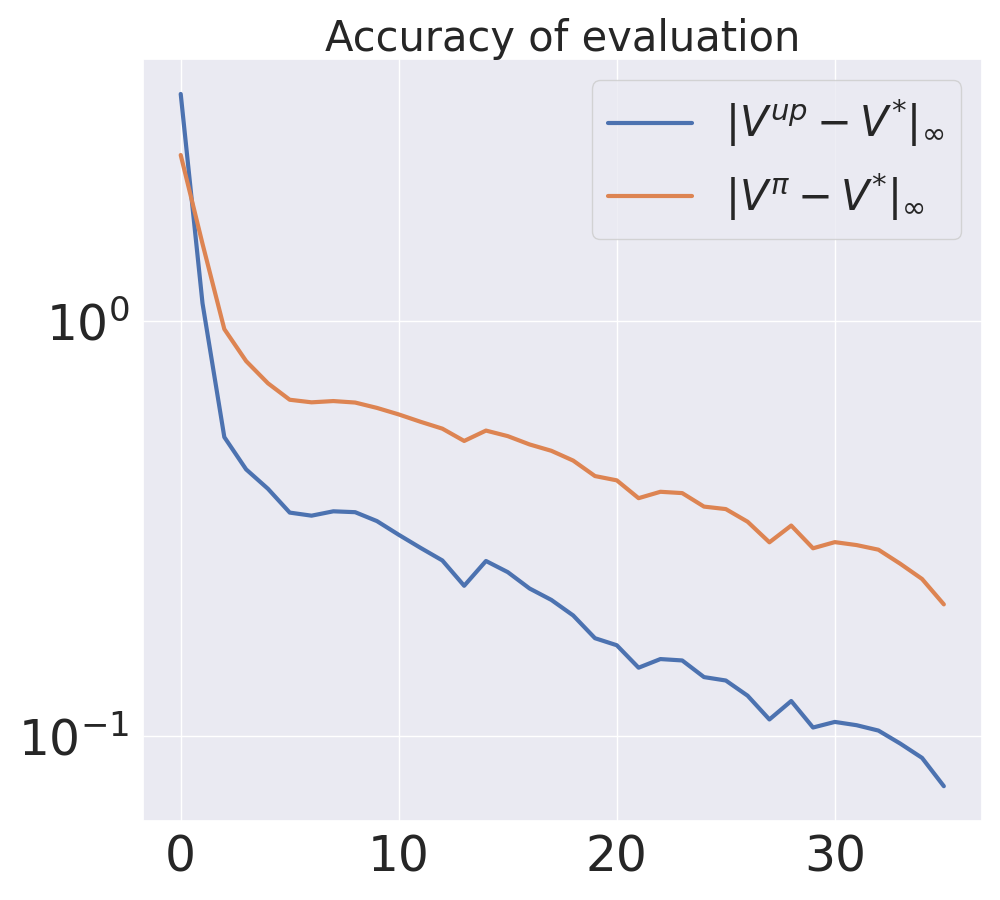 Accuracy of evaluation
|V^{up} − V^*|_∞
|V^π − V^*|_∞
10^0
10^{−1}
0 10 20 30